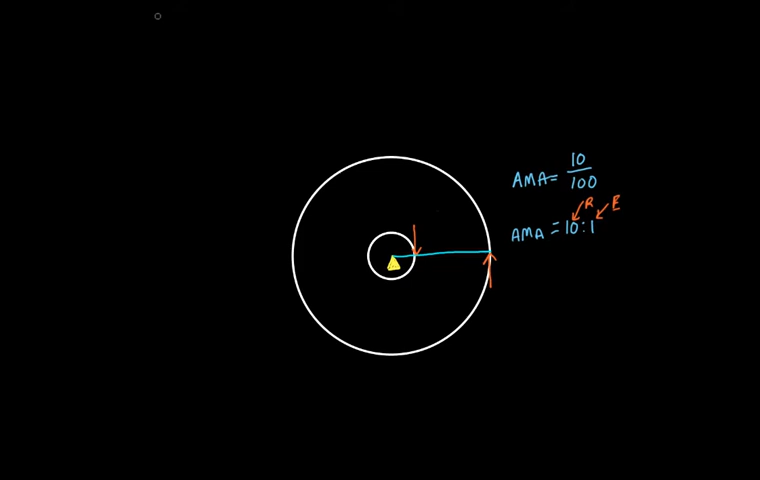 AMA = 10/100
R E
AMA = 10:1